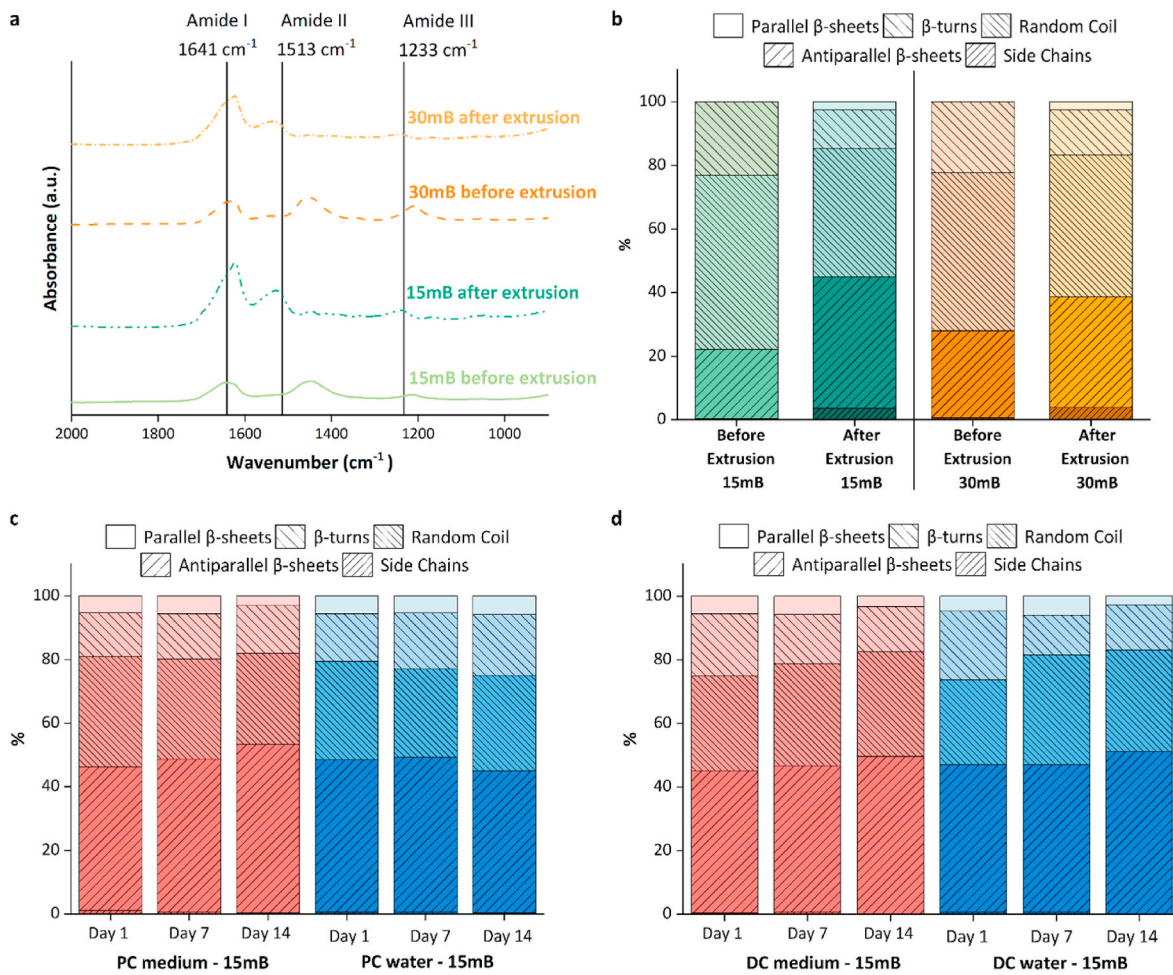 a
Amide I Amide II Amide III
1641 cm⁻¹ 1513 cm⁻¹ 1233 cm⁻¹
30mB after extrusion
30mB before extrusion
15mB after extrusion
15mB before extrusion
Absorbance (a.u.)
2000 1800 1600 1400 1200 1000
Wavenumber (cm⁻¹)
b
Parallel β-sheets β-turns Random Coil
Antiparallel β-sheets Side Chains
100
80
60
40
20
0
%
Before Extrusion 15mB
After Extrusion 15mB
Before Extrusion 30mB
After Extrusion 30mB
c
Parallel β-sheets β-turns Random Coil
Antiparallel β-sheets Side Chains
100
80
60
40
20
0
%
Day 1 Day 7 Day 14 Day 1 Day 7 Day 14
PC medium - 15mB PC water - 15mB
d
Parallel β-sheets β-turns Random Coil
Antiparallel β-sheets Side Chains
100
80
60
40
20
0
%
Day 1 Day 7 Day 14 Day 1 Day 7 Day 14
DC medium - 15mB DC water - 15mB